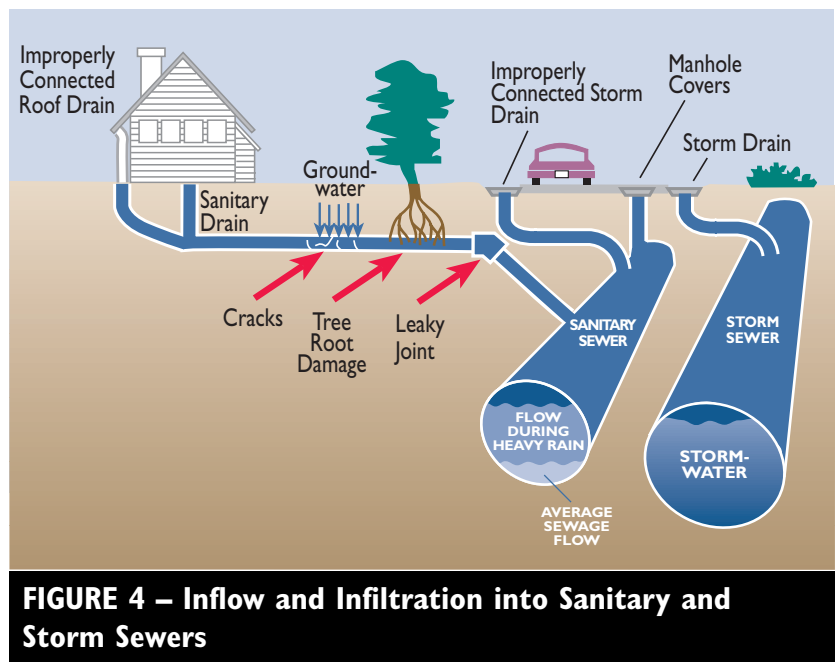 Improperly
Connected
Roof Drain
Sanitary
Drain
Ground-
water
Improperly
Connected Storm
Drain
Manhole
Covers
Storm Drain
Cracks
Tree
Root
Damage
Leaky
Joint
SANITARY
SEWER
STORM
SEWER
FLOW
DURING
HEAVY RAIN
STORM-
WATER
AVERAGE
SEWAGE
FLOW
FIGURE 4 – Inflow and Infiltration into Sanitary and
Storm Sewers